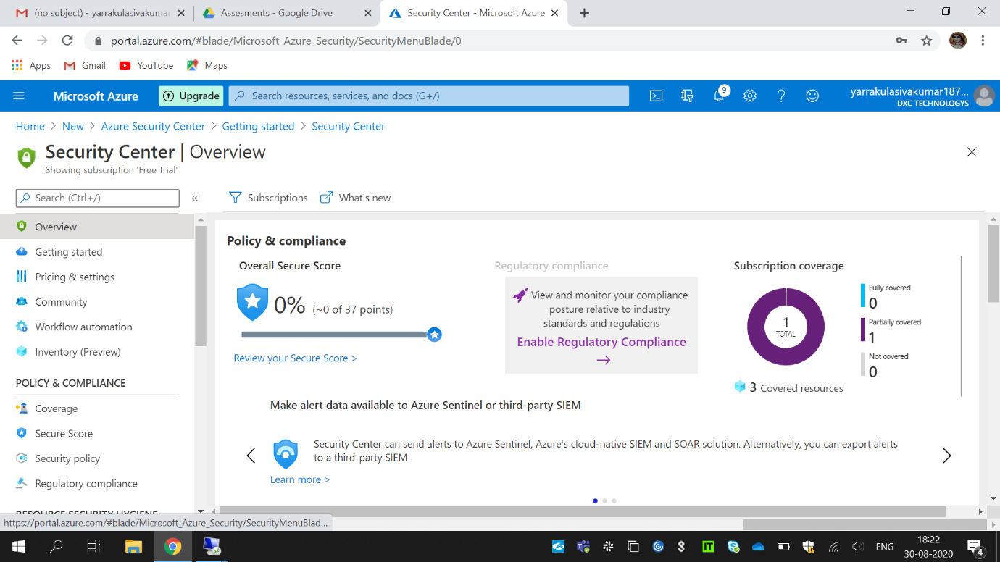 (no subject) - yarrakulasivakumar
Assesments - Google Drive
Security Center - Microsoft Azure
portal.azure.com/#blade/Microsoft_Azure_Security/SecurityMenuBlade/0
Apps
Gmail
YouTube
Maps
Microsoft Azure
Upgrade
Search resources, services, and docs (G+/)
9
yarrakulasivakumar187...
DXC TECHNOLOGYS
Home > New > Azure Security Center > Getting started > Security Center
Security Center | Overview
Showing subscription 'Free Trial'
Search (Ctrl+/)
«
Subscriptions
What's new
Overview
Getting started
Pricing & settings
Community
Workflow automation
Inventory (Preview)
POLICY & COMPLIANCE
Coverage
Secure Score
Security policy
Regulatory compliance
RESOURCE SECURITY HYGIENE
Policy & compliance
Overall Secure Score
0% (~0 of 37 points)
Review your Secure Score >
Regulatory compliance
View and monitor your compliance
posture relative to industry
standards and regulations
Enable Regulatory Compliance
Subscription coverage
1
TOTAL
Fully covered
0
Partially covered
1
Not covered
0
3 Covered resources
Make alert data available to Azure Sentinel or third-party SIEM
Security Center can send alerts to Azure Sentinel, Azure's cloud-native SIEM and SOAR solution. Alternatively, you can export alerts
to a third-party SIEM
Learn more >
https://portal.azure.com/#blade/Microsoft_Azure_Security/SecurityMenuBlad...
ENG
18:22
30-08-2020
4